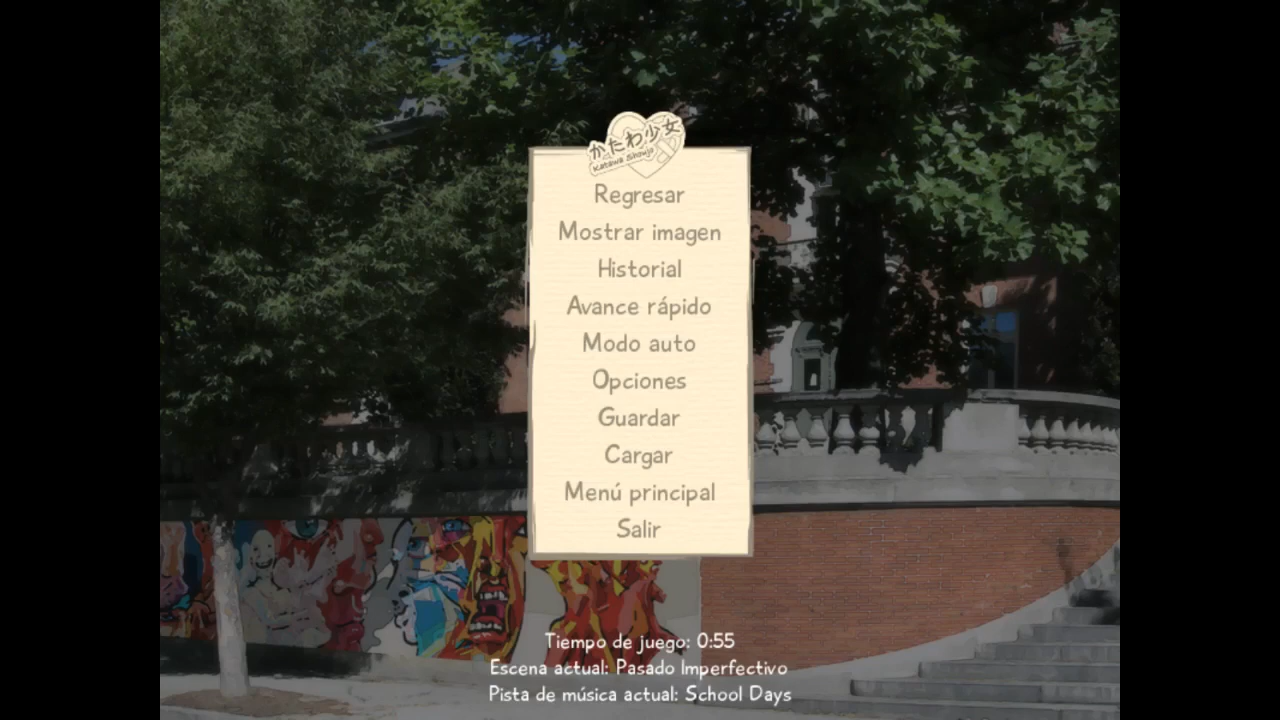 かたわ少女
Katawa Shoujo
Regresar
Mostrar imagen
Historial
Avance rápido
Modo auto
Opciones
Guardar
Cargar
Menú principal
Salir
Tiempo de juego: 0:55
Escena actual: Pasado Imperfectivo
Pista de música actual: School Days